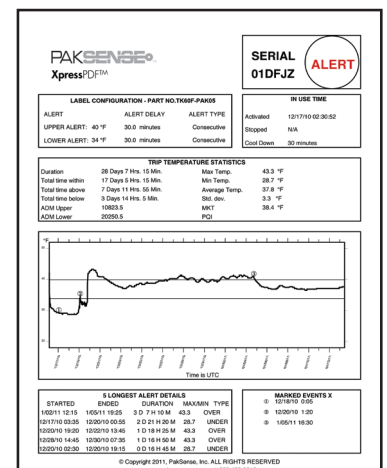 PAKSENSE
XpressPDF™
SERIAL
01DFJZ
ALERT
LABEL CONFIGURATION - PART NO.TK60F-PAK05
ALERT ALERT DELAY ALERT TYPE
UPPER ALERT: 40 °F 30.0 minutes Consecutive
LOWER ALERT: 34 °F 30.0 minutes Consecutive
IN USE TIME
Activated 12/17/10 02:30:52
Stopped N/A
Cool Down 30 minutes
TRIP TEMPERATURE STATISTICS
Duration 28 Days 7 Hrs. 15 Min. Max Temp. 43.3 °F
Total time within 17 Days 5 Hrs. 15 Min. Min Temp. 28.7 °F
Total time above 7 Days 11 Hrs. 55 Min. Average Temp. 37.8 °F
Total time below 3 Days 14 Hrs. 5 Min. Std. dev. 3.3 °F
ADM Upper 10823.5 MKT 38.4 °F
ADM Lower 20250.5 PQI
°F
Time is UTC
5 LONGEST ALERT DETAILS
STARTED ENDED DURATION MAX/MIN TYPE
1/02/11 12:15 1/05/11 19:25 3 D 7 H 10 M 43.3 OVER
12/17/10 03:35 12/20/10 00:55 2 D 21 H 20 M 28.7 UNDER
12/19/10 19:20 12/20/10 13:45 1 D 18 H 25 M 43.3 OVER
12/28/10 14:45 12/30/10 07:35 1 D 16 H 50 M 43.3 OVER
12/20/10 02:30 12/20/10 19:15 0 D 16 H 45 M 28.7 UNDER
MARKED EVENTS X
12/18/10 0:05
12/20/10 1:20
1/05/11 16:30
© Copyright 2011, PakSense, Inc. ALL RIGHTS RESERVED